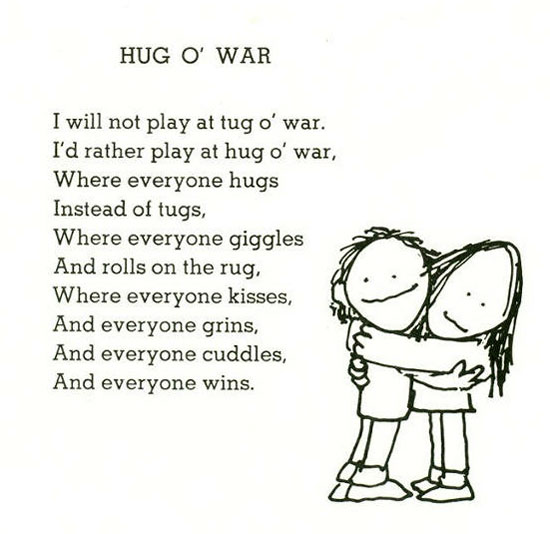 HUG O' WAR
I will not play at tug o' war.
I'd rather play at hug o' war,
Where everyone hugs
Instead of tugs,
Where everyone giggles
And rolls on the rug,
Where everyone kisses,
And everyone grins,
And everyone cuddles,
And everyone wins.